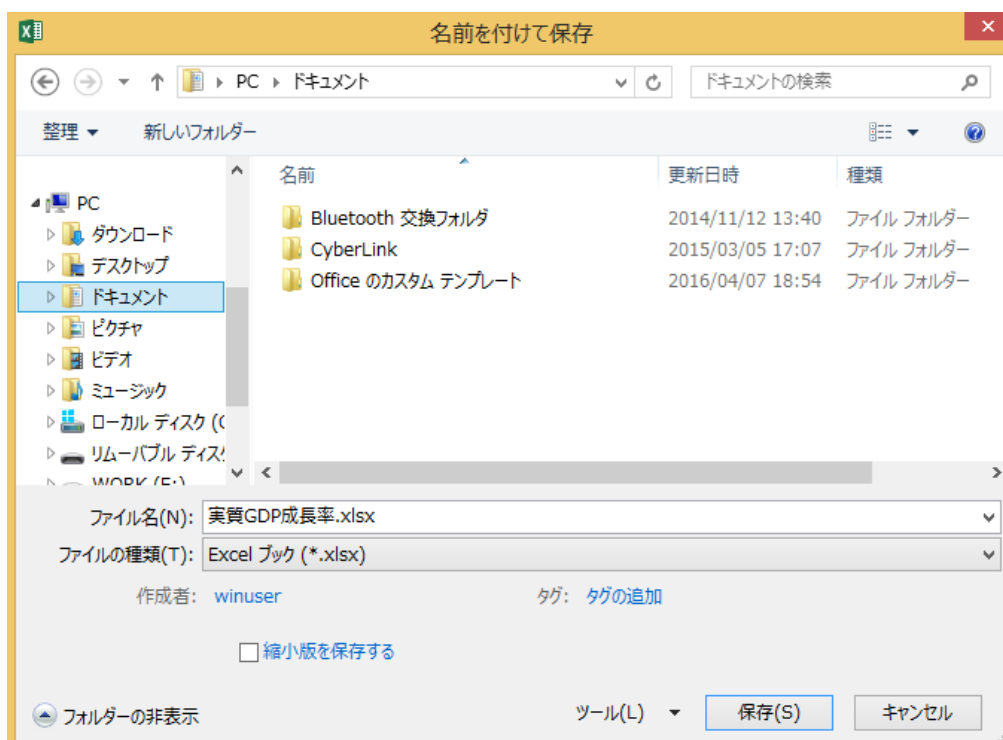 名前を付けて保存
PC ドキュメント ドキュメントの検索
整理 新しいフォルダー
名前 更新日時 種類
PC
ダウンロード
デスクトップ
ドキュメント
ピクチャ
ビデオ
ミュージック
ローカル ディスク (C
リムーバブル ディスク
WORK (F:)
Bluetooth 交換フォルダ 2014/11/12 13:40 ファイル フォルダー
CyberLink 2015/03/05 17:07 ファイル フォルダー
Office のカスタム テンプレート 2016/04/07 18:54 ファイル フォルダー
ファイル名(N): 実質GDP成長率.xlsx
ファイルの種類(T): Excel ブック (*.xlsx)
作成者: winuser タグ: タグの追加
縮小版を保存する
フォルダーの非表示 ツール(L) 保存(S) キャンセル